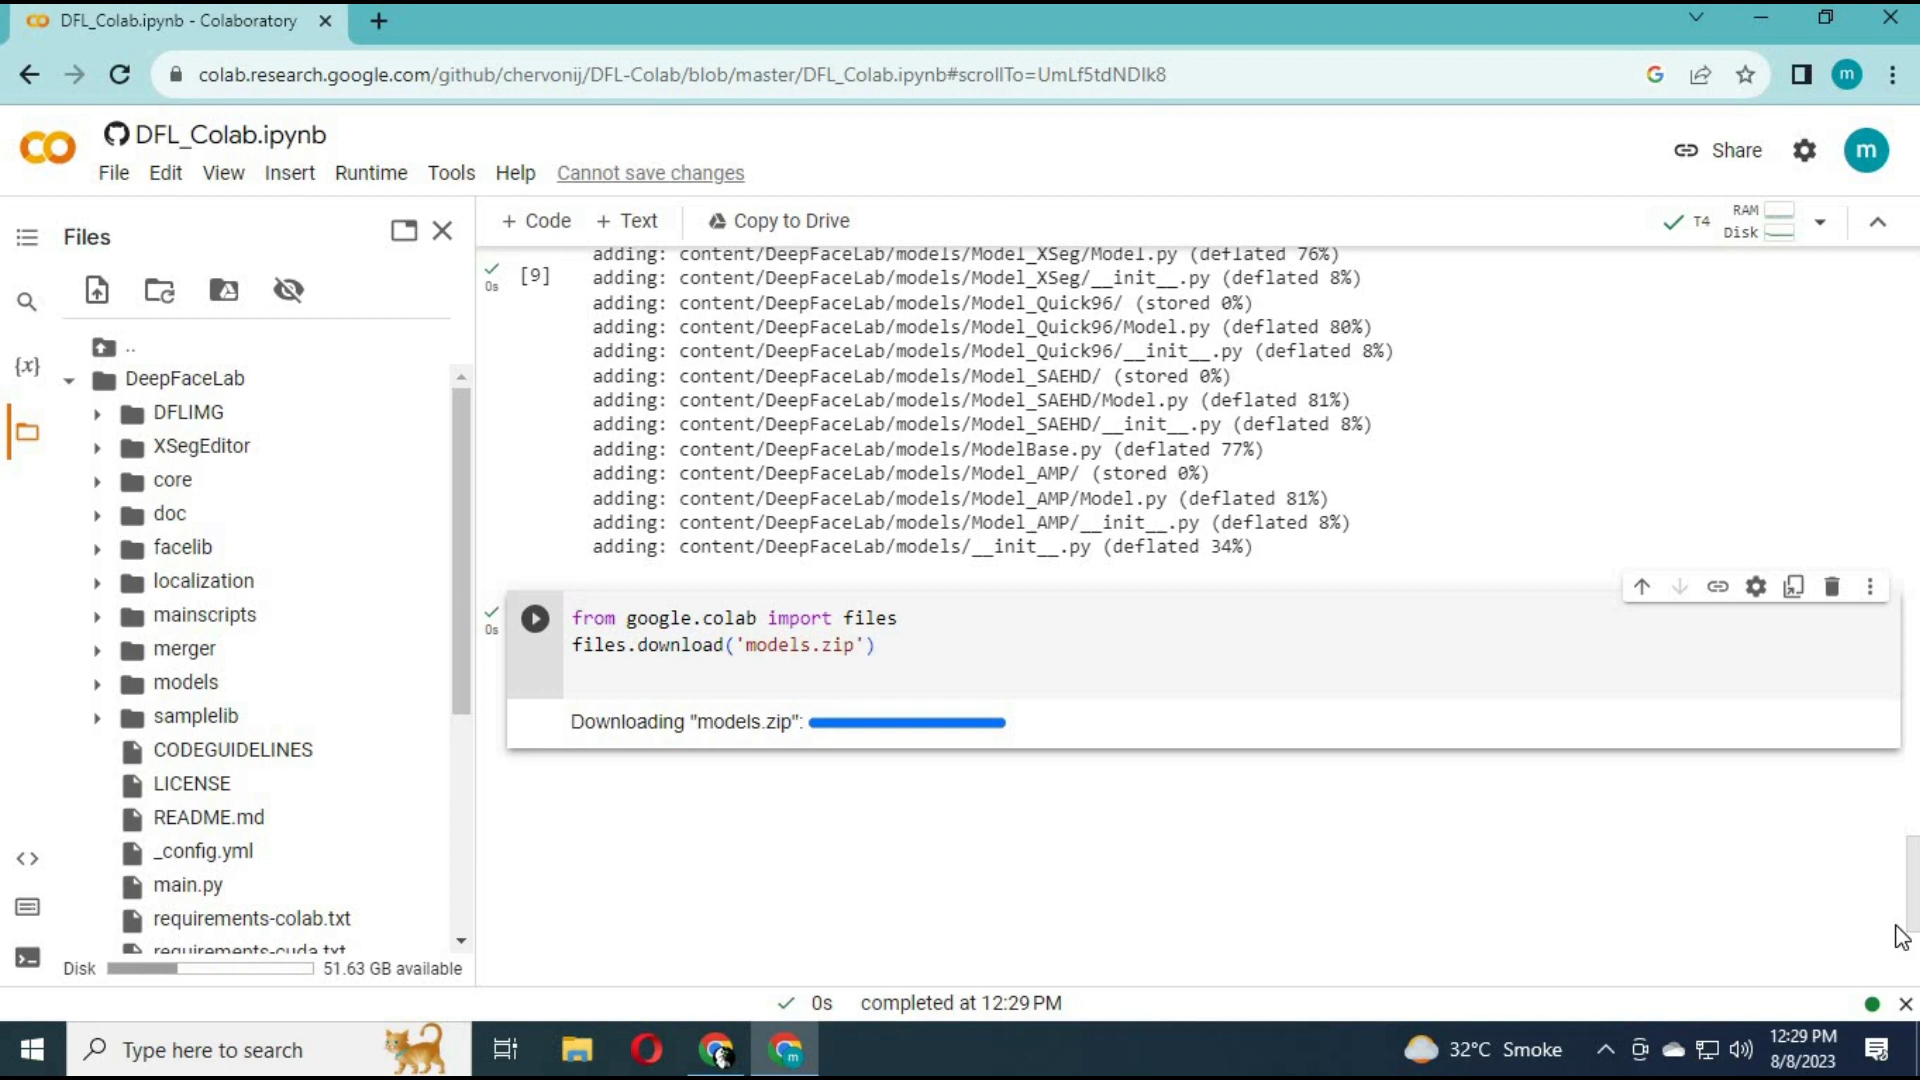 DFL_Colab.ipynb - Colaboratory
colab.research.google.com/github/chervonij/DFL-Colab/blob/master/DFL_Colab.ipynb#scrollTo=UmLf5tdNDIk8
m
DFL_Colab.ipynb
File Edit View Insert Runtime Tools Help Cannot save changes
Share
m
Files
+ Code + Text Copy to Drive
T4
RAM
Disk
..
DeepFaceLab
DFLIMG
XSegEditor
core
doc
facelib
localization
mainscripts
merger
models
samplelib
CODEGUIDELINES
LICENSE
README.md
_config.yml
main.py
requirements-colab.txt
requirements-cuda.txt
Disk 51.63 GB available
{x}
0s
[9]
adding: content/DeepFaceLab/models/Model_XSeg/Model.py (deflated 76%)
adding: content/DeepFaceLab/models/Model_XSeg/__init__.py (deflated 8%)
adding: content/DeepFaceLab/models/Model_Quick96/ (stored 0%)
adding: content/DeepFaceLab/models/Model_Quick96/Model.py (deflated 80%)
adding: content/DeepFaceLab/models/Model_Quick96/__init__.py (deflated 8%)
adding: content/DeepFaceLab/models/Model_SAEHD/ (stored 0%)
adding: content/DeepFaceLab/models/Model_SAEHD/Model.py (deflated 81%)
adding: content/DeepFaceLab/models/Model_SAEHD/__init__.py (deflated 8%)
adding: content/DeepFaceLab/models/ModelBase.py (deflated 77%)
adding: content/DeepFaceLab/models/Model_AMP/ (stored 0%)
adding: content/DeepFaceLab/models/Model_AMP/Model.py (deflated 81%)
adding: content/DeepFaceLab/models/Model_AMP/__init__.py (deflated 8%)
adding: content/DeepFaceLab/models/__init__.py (deflated 34%)
0s
from google.colab import files
files.download('models.zip')
Downloading "models.zip":
0s completed at 12:29 PM
Type here to search
m
32°C Smoke
12:29 PM
8/8/2023